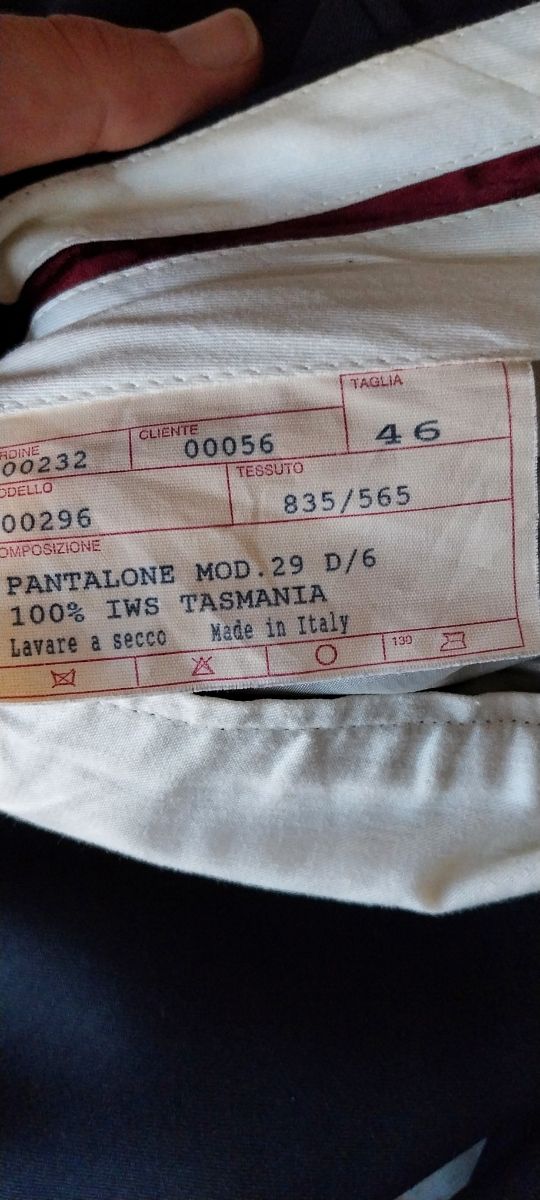 TAGLIA
46
RDINE CLIENTE
00232 00056
ODELLO TESSUTO
00296 835/565
OMPOSIZIONE
PANTALONE MOD.29 D/6
100% IWS TASMANIA
Lavare a secco Made in Italy
130